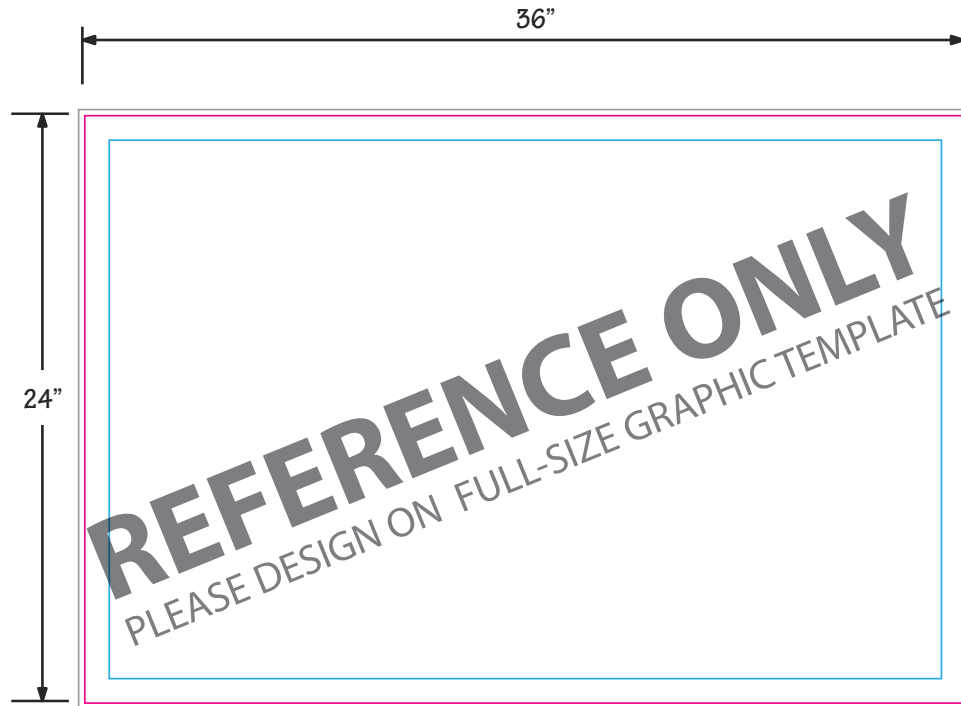 36”
24”
REFERENCE ONLY
PLEASE DESIGN ON FULL-SIZE GRAPHIC TEMPLATE